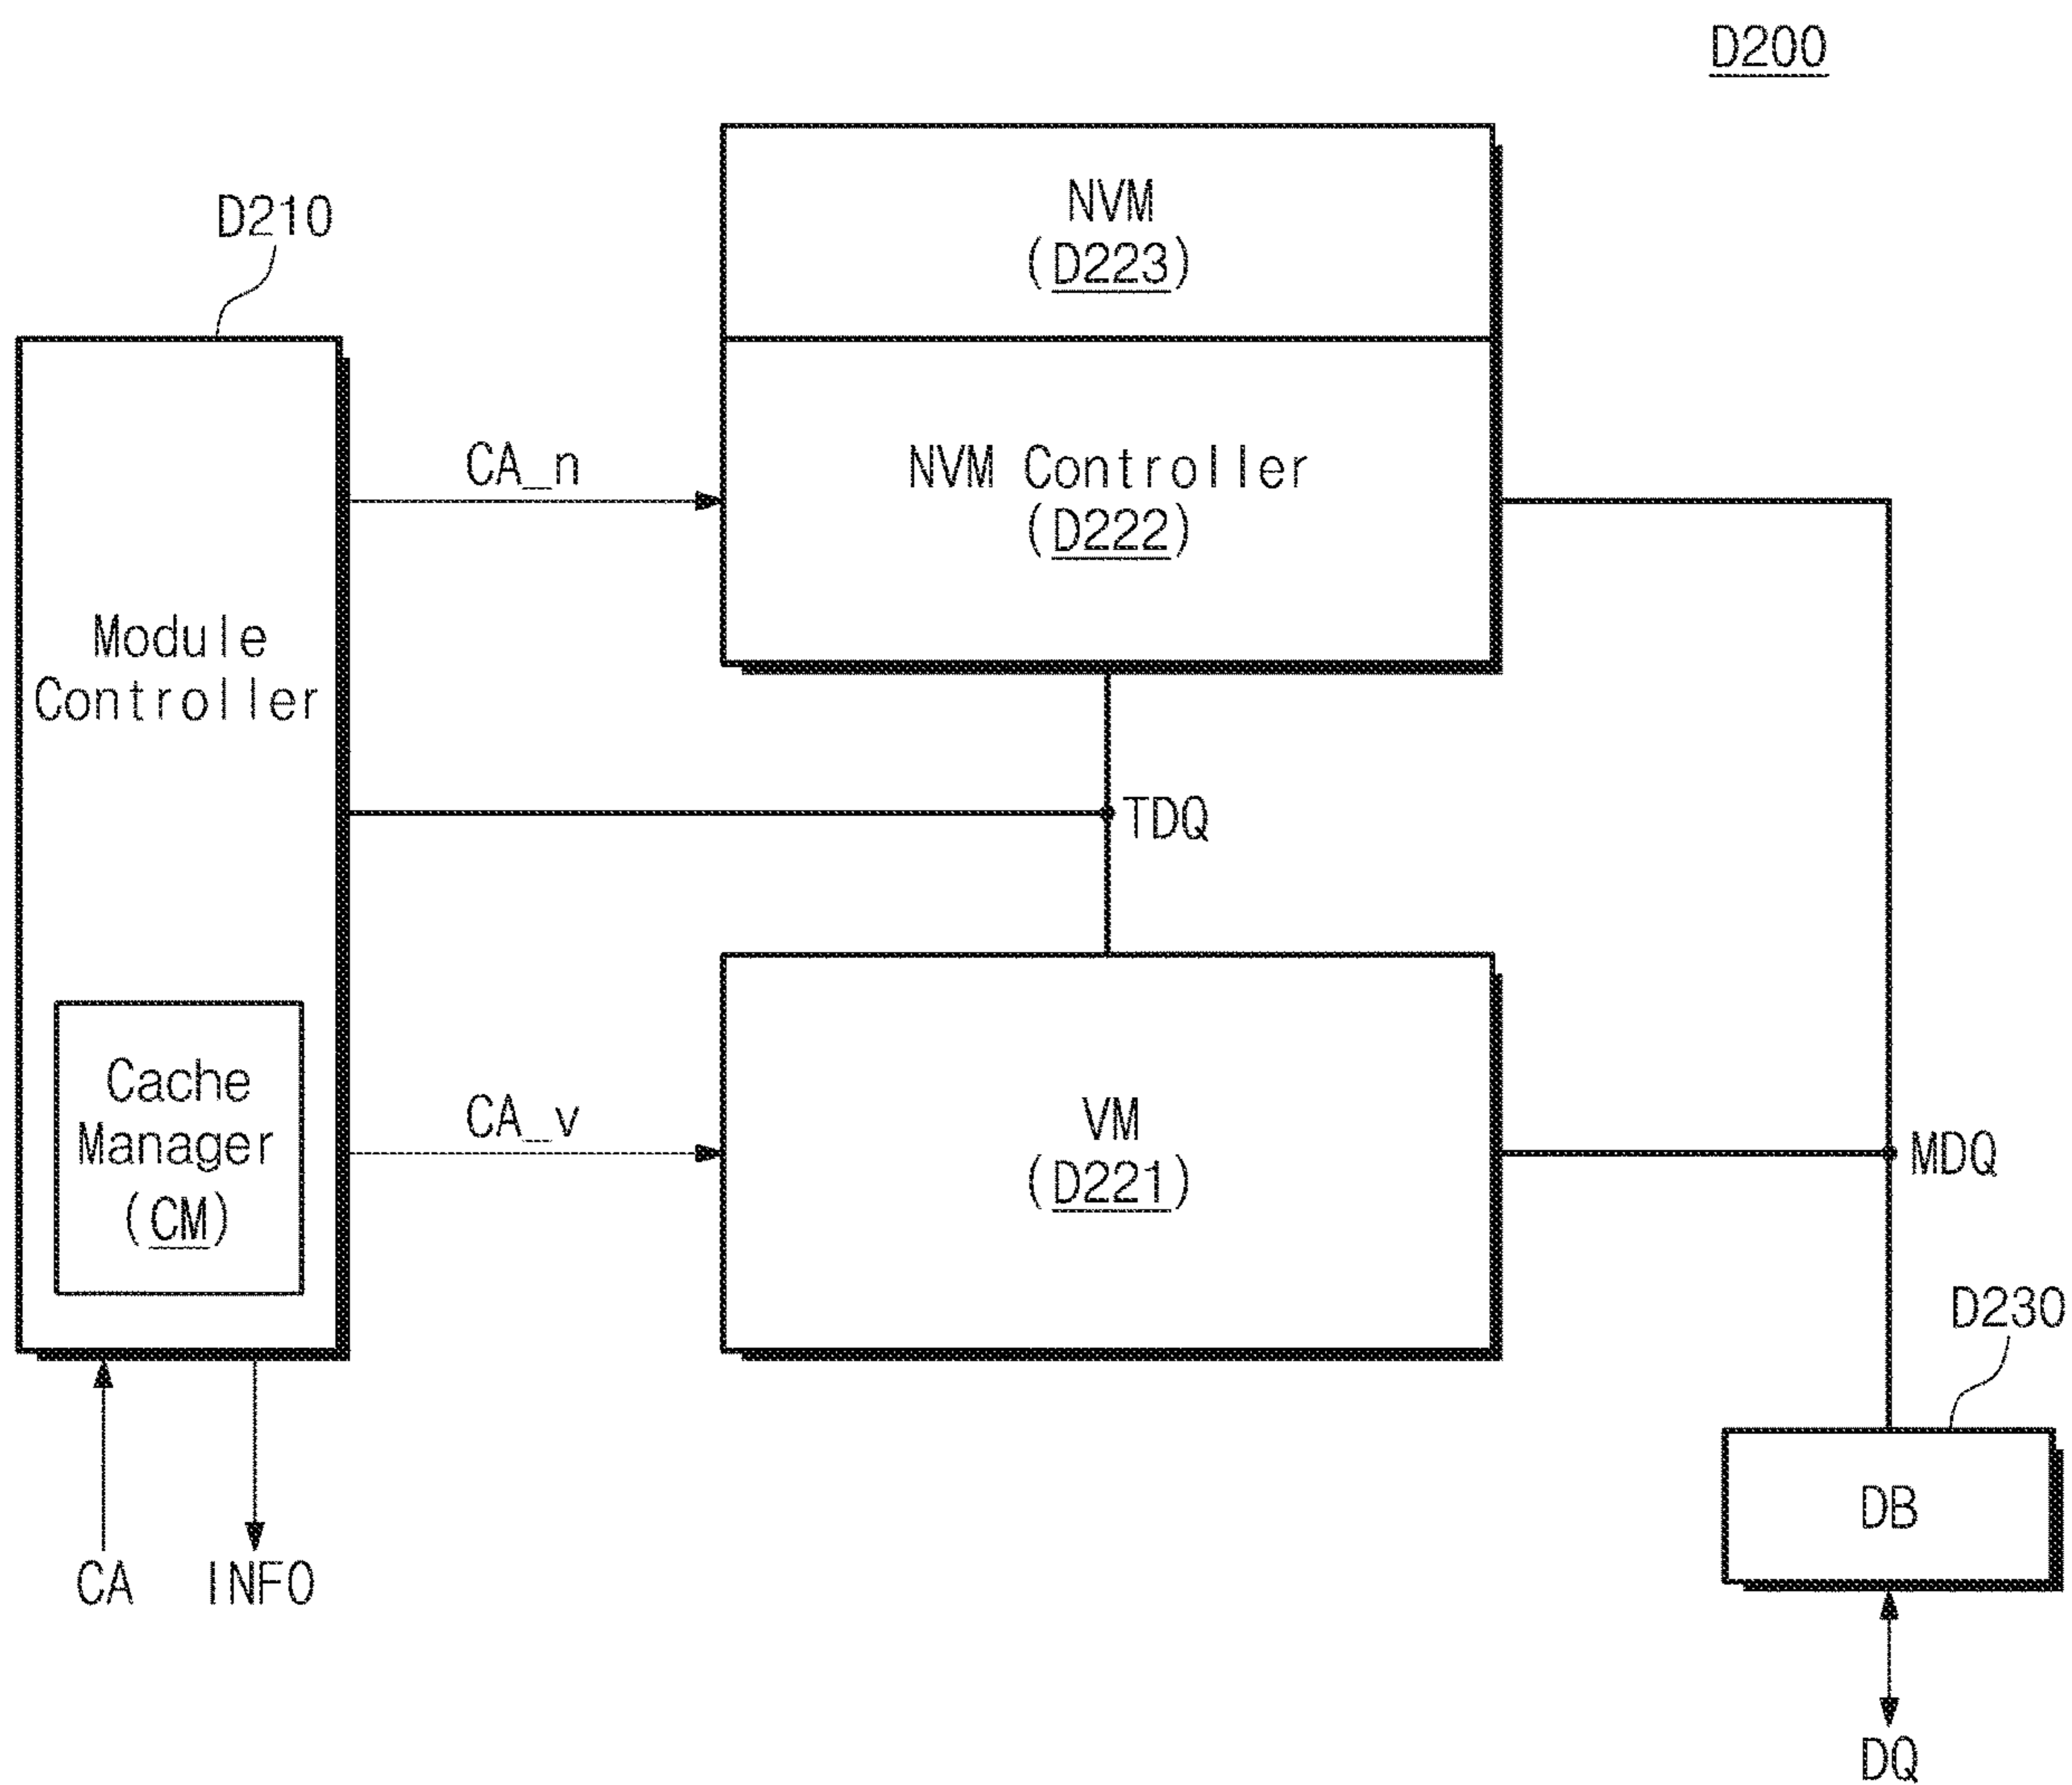 D200
D210
NVM
(D223)
CA_n
NVM Controller
(D222)
Module
Controller
TDQ
Cache
Manager
(CM)
CA_v
VM
(D221)
MDQ
D230
DB
CA
INFO
DQ